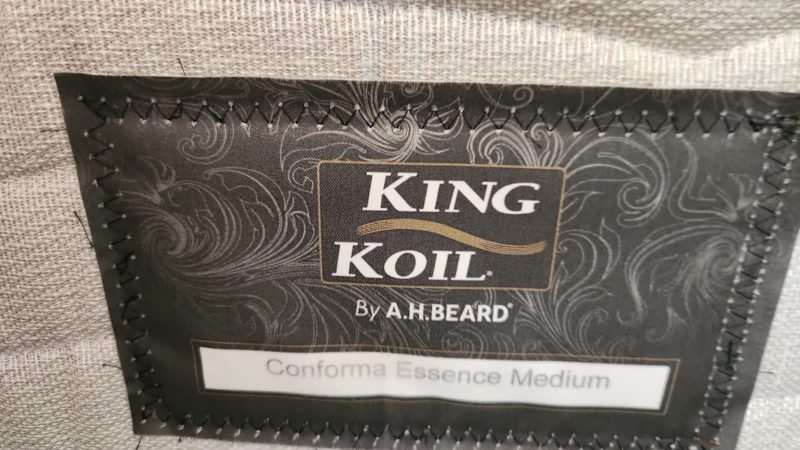 KING
KOIL®
By A.H.BEARD®
Conforma Essence Medium